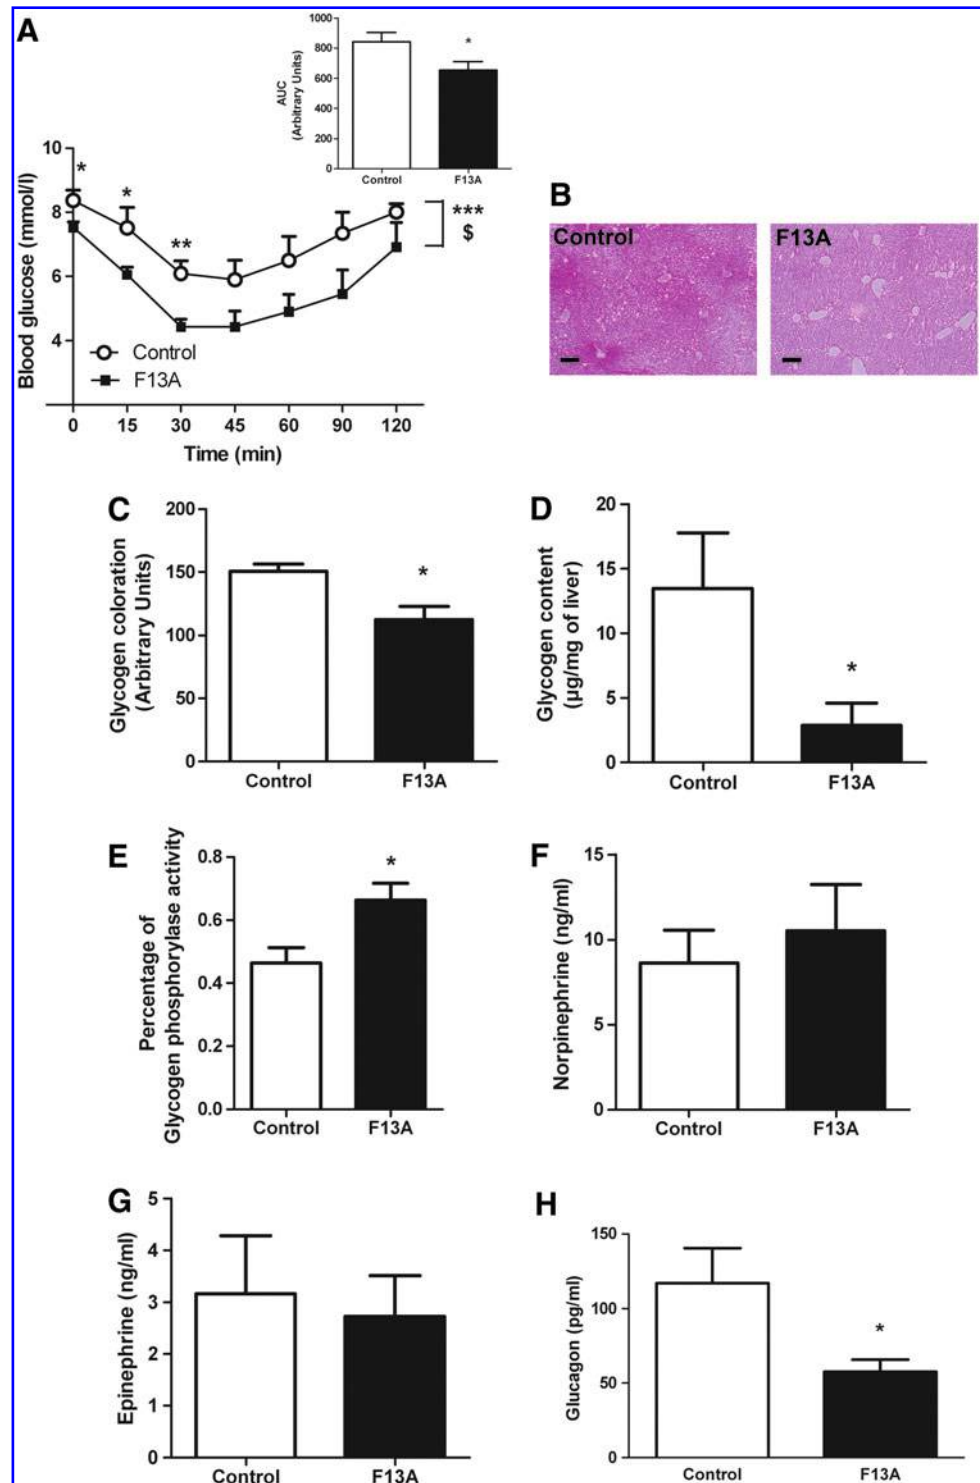 A
1000
800
600
400
200
0
AUC
(Arbitrary Units)
*
Control
F13A
10
8
6
4
Blood glucose (mmol/l)
*
*
**
***
$
Control
F13A
0 15 30 45 60 90 120
Time (min)
B
Control
F13A
C
200
150
100
50
0
Glycogen coloration
(Arbitrary Units)
*
Control
F13A
D
20
15
10
5
0
Glycogen content
(µg/mg of liver)
*
Control
F13A
E
0.8
0.6
0.4
0.2
0.0
Percentage of
Glycogen phosphorylase activity
*
Control
F13A
F
15
10
5
0
Norpinephrine (ng/ml)
Control
F13A
G
5
4
3
2
1
0
Epinephrine (ng/ml)
Control
F13A
H
150
100
50
0
Glucagon (pg/ml)
*
Control
F13A